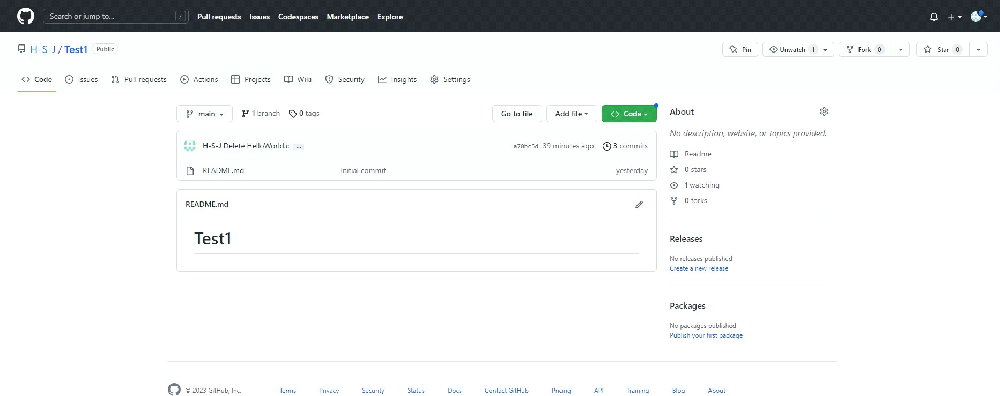 Search or jump to... /
Pull requests Issues Codespaces Marketplace Explore
H-S-J / Test1 Public
Pin Unwatch 1 Fork 0 Star 0
Code Issues Pull requests Actions Projects Wiki Security Insights Settings
main 1 branch 0 tags Go to file Add file Code
H-S-J Delete HelloWorld.c ... a70bc5d 39 minutes ago 3 commits
README.md Initial commit yesterday
README.md
Test1
About
No description, website, or topics provided.
Readme
0 stars
1 watching
0 forks
Releases
No releases published
Create a new release
Packages
No packages published
Publish your first package
© 2023 GitHub, Inc. Terms Privacy Security Status Docs Contact GitHub Pricing API Training Blog About